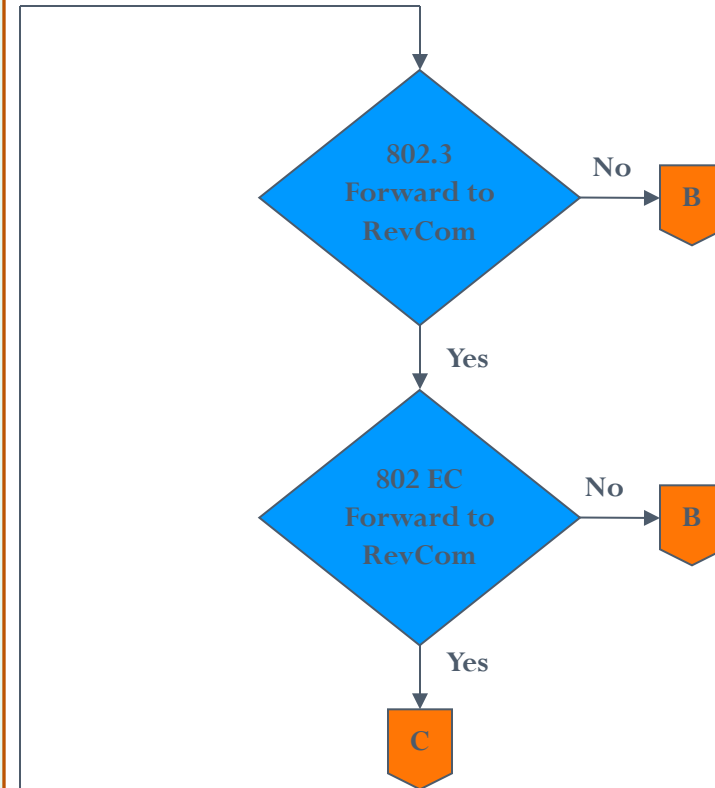 802.3
Forward to
RevCom
No
B
Yes
802 EC
Forward to
RevCom
No
B
Yes
C